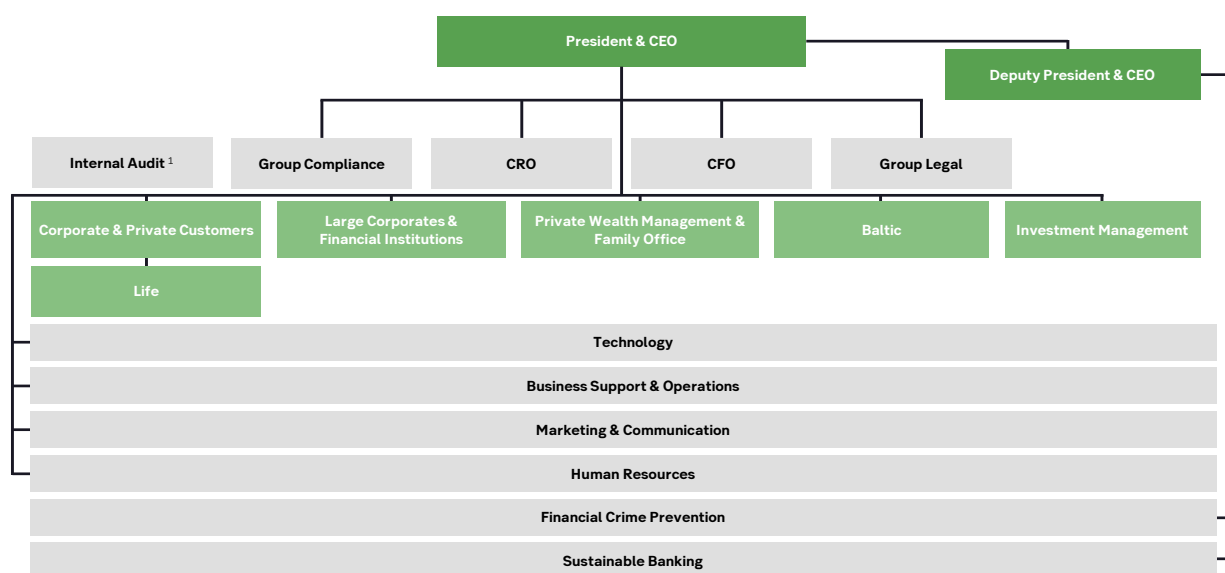 President & CEO
Deputy President & CEO
Internal Audit ¹
Group Compliance
CRO
CFO
Group Legal
Corporate & Private Customers
Large Corporates &
Financial Institutions
Private Wealth Management &
Family Office
Baltic
Investment Management
Life
Technology
Business Support & Operations
Marketing & Communication
Human Resources
Financial Crime Prevention
Sustainable Banking